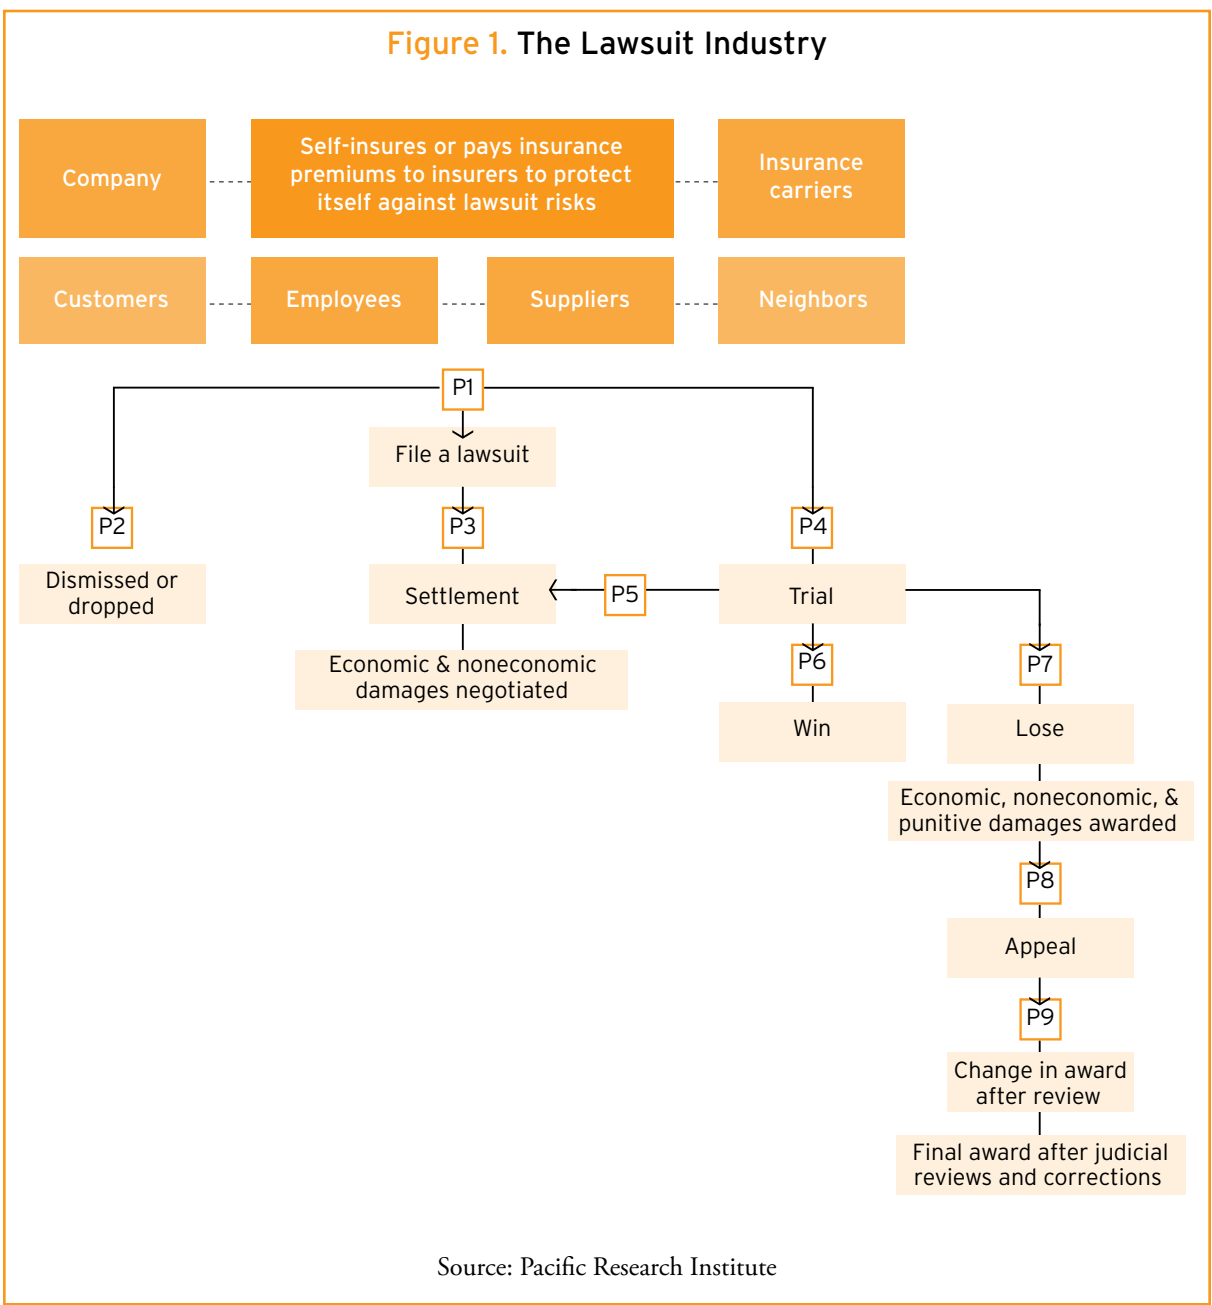 Figure 1. The Lawsuit Industry
Company
Self-insures or pays insurance
premiums to insurers to protect
itself against lawsuit risks
Insurance
carriers
Customers
Employees
Suppliers
Neighbors
P1
File a lawsuit
P2
P3
P4
Dismissed or
dropped
Settlement
P5
Trial
Economic & noneconomic
damages negotiated
P6
P7
Win
Lose
Economic, noneconomic, &
punitive damages awarded
P8
Appeal
P9
Change in award
after review
Final award after judicial
reviews and corrections
Source: Pacific Research Institute